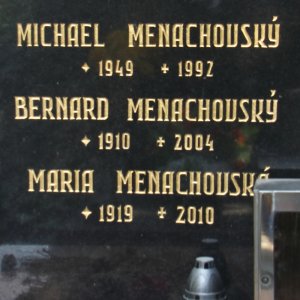 MICHAEL MENACHOVSKÝ
✦ 1949 ✝ 1992
BERNARD MENACHOVSKÝ
✦ 1910 ✝ 2004
MARIA MENACHOVSKÁ
✦ 1919 ✝ 2010